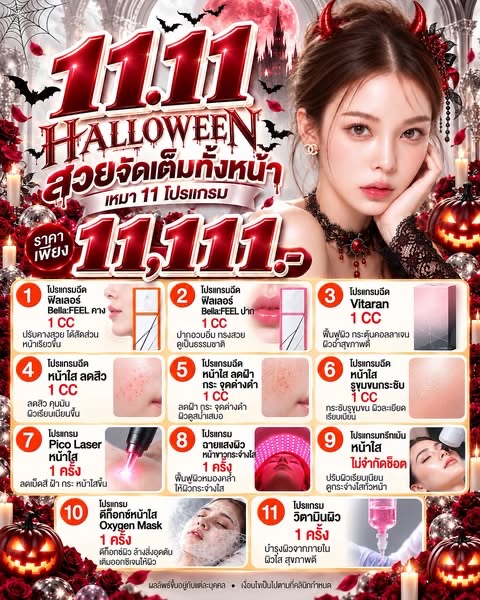 11.11
HALLOWEEN
สวยจัดเต็มทั้งหน้า
เหมา 11 โปรแกรม
ราคา
เพียง
11,111.-
1
โปรแกรมฉีด
ฟิลเลอร์
Bella:FEEL คาง
1 CC
ปรับคางสวย ได้สัดส่วน
หน้าเรียวขึ้น
2
โปรแกรมฉีด
ฟิลเลอร์
Bella:FEEL ปาก
1 CC
ปากอวบอิ่ม ทรงสวย
ดูเป็นธรรมชาติ
3
โปรแกรมฉีด
Vitaran
1 CC
ฟื้นฟูผิว กระตุ้นคอลลาเจน
ผิวฉ่ำสุขภาพดี
4
โปรแกรมฉีด
หน้าใส ลดสิว
1 CC
ลดสิว คุมมัน
ผิวเรียบเนียนขึ้น
5
โปรแกรมฉีด
หน้าใส ลดฝ้า
กระ จุดด่างดำ
1 CC
ลดฝ้า กระ จุดด่างดำ
ผิวดูสม่ำเสมอ
6
โปรแกรมฉีด
หน้าใส
รูขุมขนกระชับ
1 CC
กระชับรูขุมขน ผิวละเอียด
เรียบเนียน
7
โปรแกรม
Pico Laser
หน้าใส
1 ครั้ง
ลดเม็ดสี ฝ้า กระ หน้าใสขึ้น
8
โปรแกรม
ฉายแสงผิว
หน้าขาวกระจ่างใส
1 ครั้ง
ฟื้นฟูผิวหมองคล้ำ
ให้ผิวกระจ่างใส
9
โปรแกรมทรีทเม้น
หน้าใส
ไม่จำกัดช็อต
ปรับผิวเรียบเนียน
ดูกระจ่างใสทั่วหน้า
10
โปรแกรม
ดีท็อกซ์หน้าใส
Oxygen Mask
1 ครั้ง
ดีท็อกซ์ผิว ล้างสิ่งอุดตัน
เติมออกซิเจนให้ผิว
11
โปรแกรม
วิตามินผิว
1 ครั้ง
บำรุงผิวจากภายใน
ผิวใส สุขภาพดี
ผลลัพธ์ขึ้นอยู่กับแต่ละบุคคล • เงื่อนไขเป็นไปตามที่คลินิกกำหนด